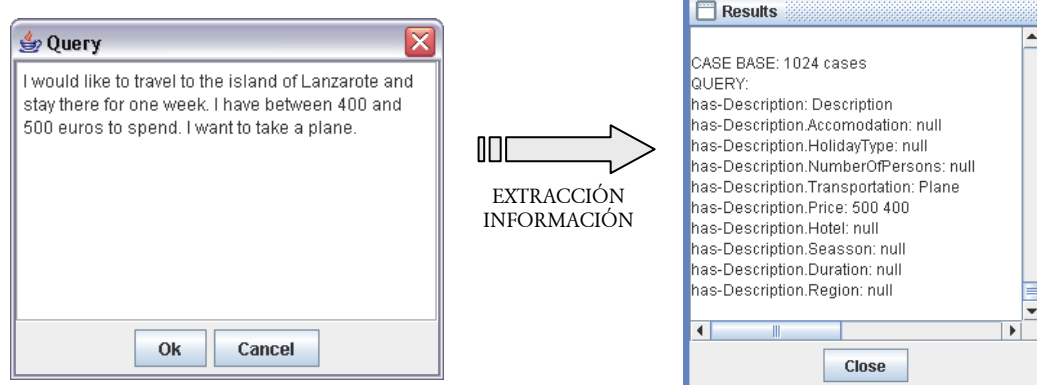 Query
I would like to travel to the island of Lanzarote and
stay there for one week. I have between 400 and
500 euros to spend. I want to take a plane.
Ok Cancel
EXTRACCIÓN
INFORMACIÓN
Results
CASE BASE: 1024 cases
QUERY:
has-Description: Description
has-Description.Accomodation: null
has-Description.HolidayType: null
has-Description.NumberOfPersons: null
has-Description.Transportation: Plane
has-Description.Price: 500 400
has-Description.Hotel: null
has-Description.Seasson: null
has-Description.Duration: null
has-Description.Region: null
Close